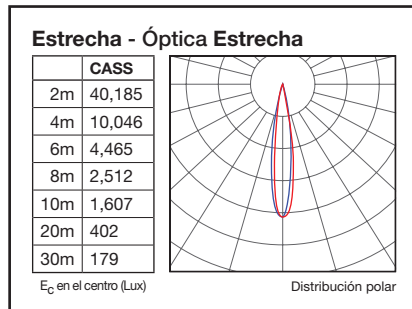 Estrecha - Óptica Estrecha
CASS
2m 40,185
4m 10,046
6m 4,465
8m 2,512
10m 1,607
20m 402
30m 179
EC en el centro (Lux)
Distribución polar